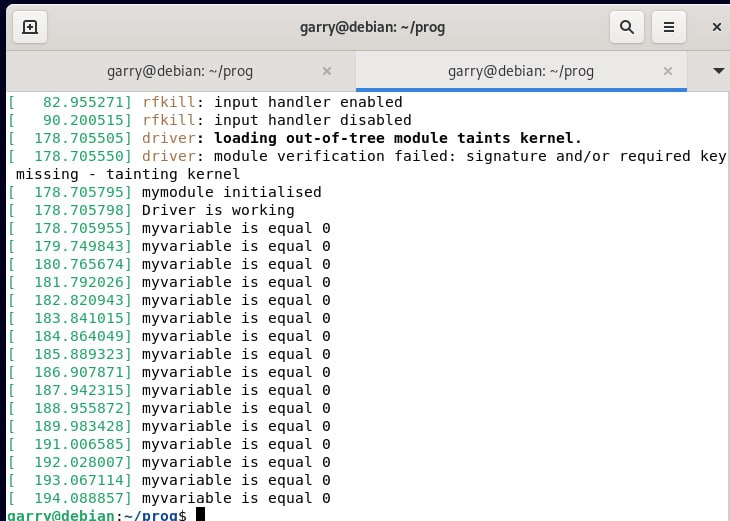 garry@debian: ~/prog
garry@debian: ~/prog × garry@debian: ~/prog ×
[   82.955271] rfkill: input handler enabled
[   90.200515] rfkill: input handler disabled
[  178.705505] driver: loading out-of-tree module taints kernel.
[  178.705550] driver: module verification failed: signature and/or required key
 missing - tainting kernel
[  178.705795] mymodule initialised
[  178.705798] Driver is working
[  178.705955] myvariable is equal 0
[  179.749843] myvariable is equal 0
[  180.765674] myvariable is equal 0
[  181.792026] myvariable is equal 0
[  182.820943] myvariable is equal 0
[  183.841015] myvariable is equal 0
[  184.864049] myvariable is equal 0
[  185.889323] myvariable is equal 0
[  186.907871] myvariable is equal 0
[  187.942315] myvariable is equal 0
[  188.955872] myvariable is equal 0
[  189.983428] myvariable is equal 0
[  191.006585] myvariable is equal 0
[  192.028007] myvariable is equal 0
[  193.067114] myvariable is equal 0
[  194.088857] myvariable is equal 0
garry@debian:~/prog$